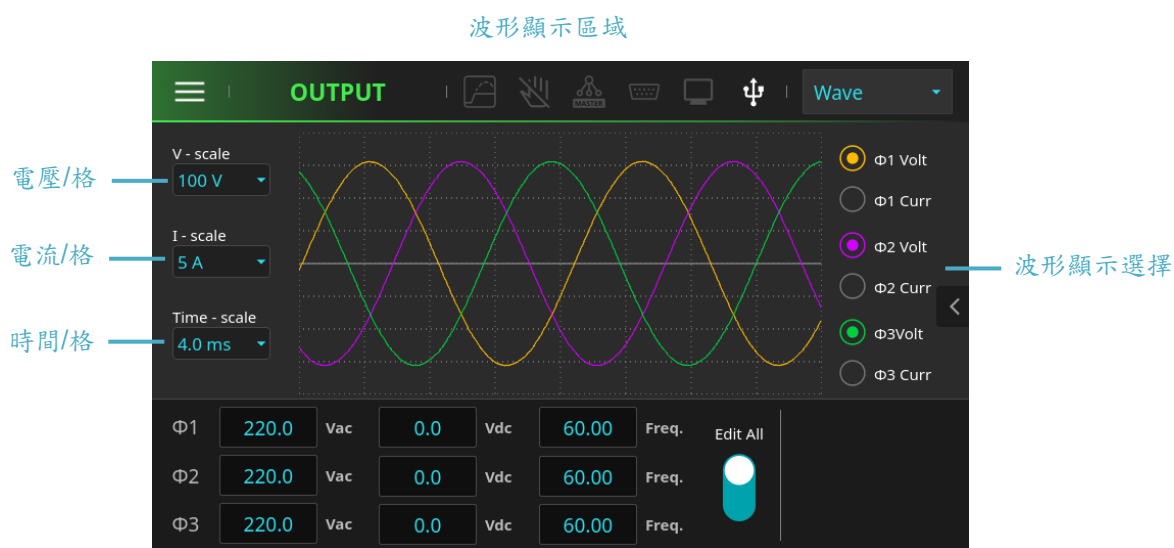 波形顯示區域
OUTPUT
MASTER
Wave
V - scale
電壓/格
100 V
I - scale
電流/格
5 A
Time - scale
時間/格
4.0 ms
Φ1 Volt
Φ1 Curr
Φ2 Volt
Φ2 Curr
Φ3Volt
Φ3 Curr
波形顯示選擇
Φ1 220.0 Vac 0.0 Vdc 60.00 Freq.
Φ2 220.0 Vac 0.0 Vdc 60.00 Freq.
Φ3 220.0 Vac 0.0 Vdc 60.00 Freq.
Edit All